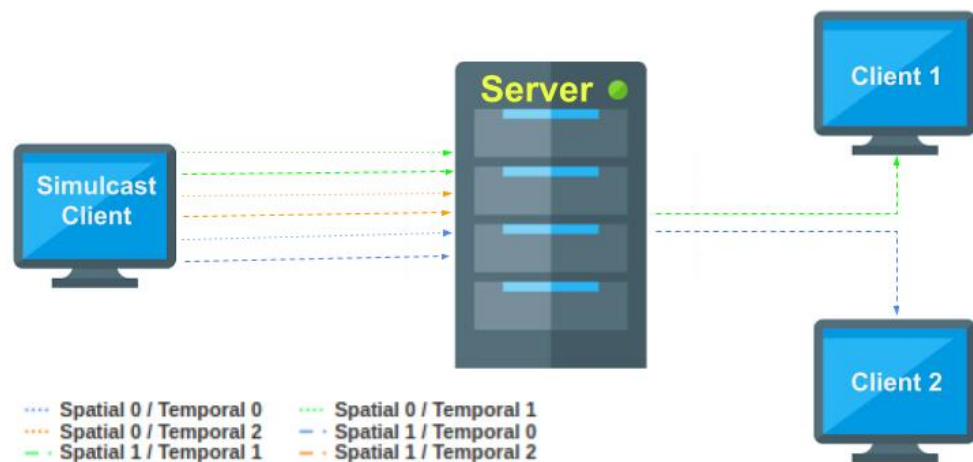 Server
Client 1
Simulcast
Client
Client 2
Spatial 0 / Temporal 0
Spatial 0 / Temporal 1
Spatial 0 / Temporal 2
Spatial 1 / Temporal 0
Spatial 1 / Temporal 1
Spatial 1 / Temporal 2